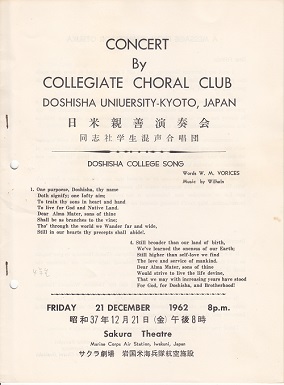 CONCERT
By
COLLEGIATE CHORAL CLUB
DOSHISHA UNIUERSITY-KYOTO, JAPAN
日米親善演奏会
同志社学生混声合唱団
DOSHISHA COLLEGE SONG
Words W. M. VORICES
Music by Wilheln
1. One purpose, Doshisha, thy name
Doth signify; one lofty aim;
To train thy sons in heart and hand
To live for God and Native Land.
Dear Alma Mater, sons of thine
Shall be as branches to the vine;
Tho' through the world we Wander far and wide,
Still in our hearts thy precepts shall abide!
4. Still broader than our land of birth,
We've learned the oneness of our Earth;
Still higher than self-love we find
The love and service of mankind.
Dear Alma Mater, sons of thine
Would strive to live the life devine,
That we may with increasing years have stood
For God, for Doshisha, and Brotherhood!
FRIDAY 21 DECEMBER 1962 8p.m.
昭和37年12月21日(金)午後8時
Sakura Theatre
Marine Corps Air Station, Iwakuni, Japan
サクラ劇場 岩国米海兵隊航空施設